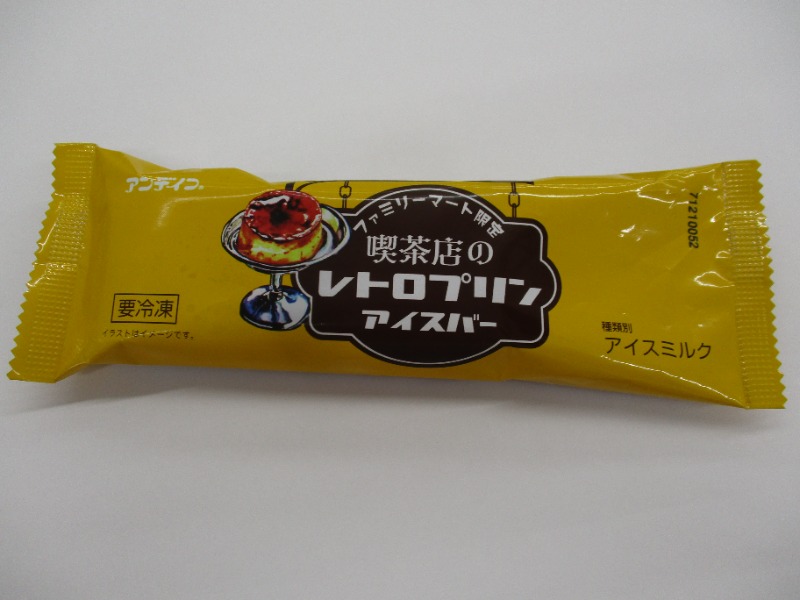 アンデイコ®
ファミリーマート限定
喫茶店の
レトロプリン
アイスバー
要冷凍
イラストはイメージです。
種類別
アイスミルク
71210052